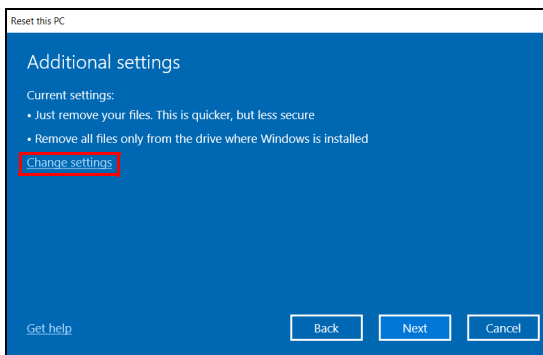 Reset this PC
Additional settings
Current settings:
• Just remove your files. This is quicker, but less secure
• Remove all files only from the drive where Windows is installed
Change settings
Get help
Back
Next
Cancel